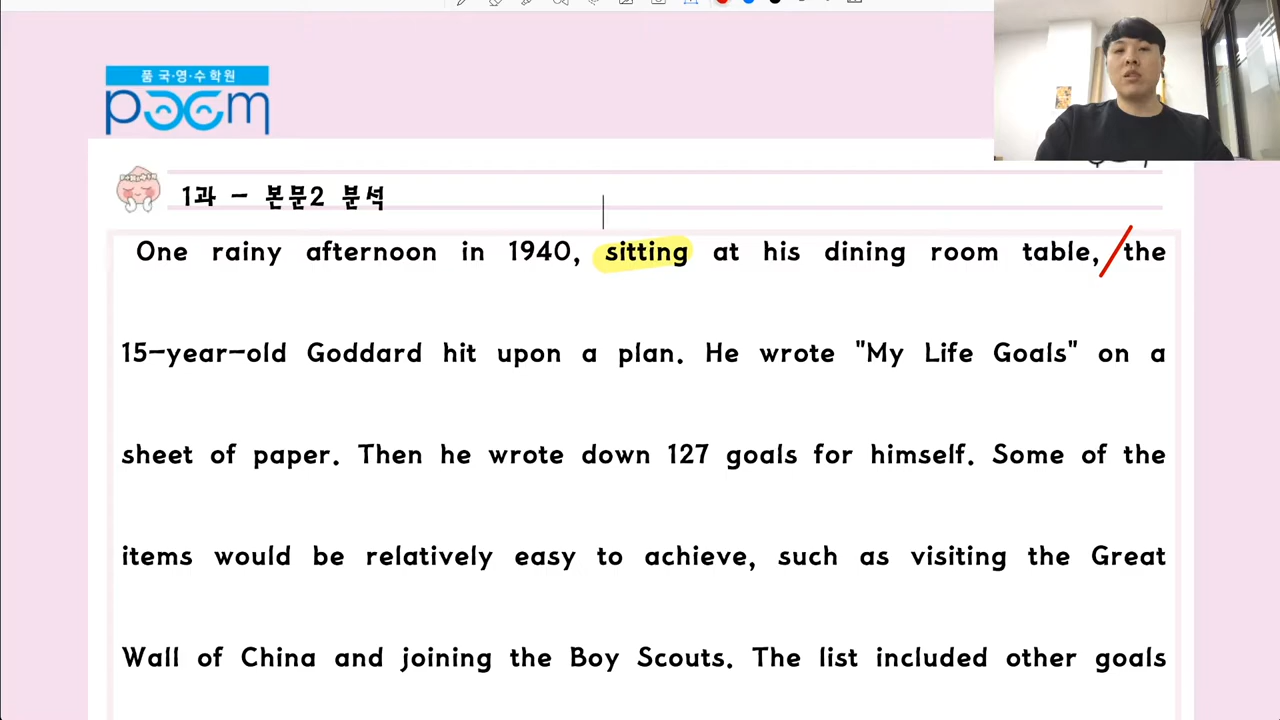 품 국·영·수 학원
poem
1과 - 본문2 분석
One rainy afternoon in 1940, sitting at his dining room table, the
15-year-old Goddard hit upon a plan. He wrote "My Life Goals" on a
sheet of paper. Then he wrote down 127 goals for himself. Some of the
items would be relatively easy to achieve, such as visiting the Great
Wall of China and joining the Boy Scouts. The list included other goals